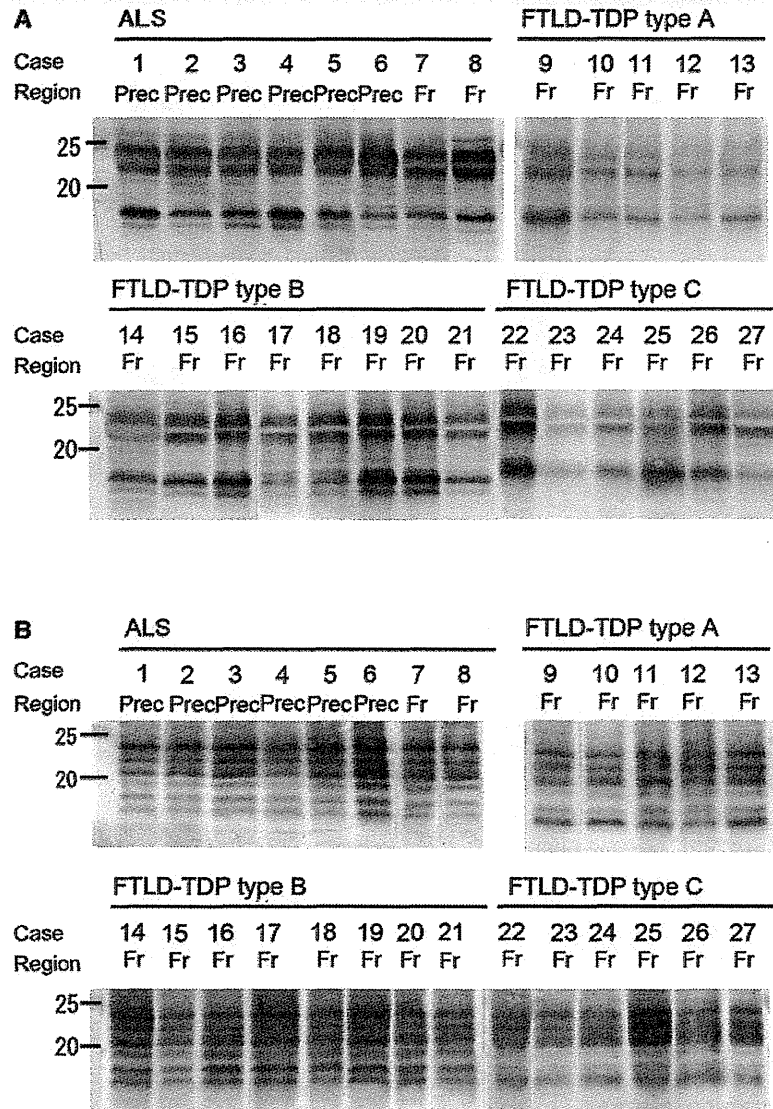 A ALS FTLD-TDP type A
Case 1 2 3 4 5 6 7 8 9 10 11 12 13
Region Prec Prec Prec Prec Prec Prec Fr Fr Fr Fr Fr Fr Fr
25
20
FTLD-TDP type B FTLD-TDP type C
Case 14 15 16 17 18 19 20 21 22 23 24 25 26 27
Region Fr Fr Fr Fr Fr Fr Fr Fr Fr Fr Fr Fr Fr Fr
25
20
B ALS FTLD-TDP type A
Case 1 2 3 4 5 6 7 8 9 10 11 12 13
Region Prec Prec Prec Prec Prec Prec Fr Fr Fr Fr Fr Fr Fr
25
20
FTLD-TDP type B FTLD-TDP type C
Case 14 15 16 17 18 19 20 21 22 23 24 25 26 27
Region Fr Fr Fr Fr Fr Fr Fr Fr Fr Fr Fr Fr Fr Fr
25
20